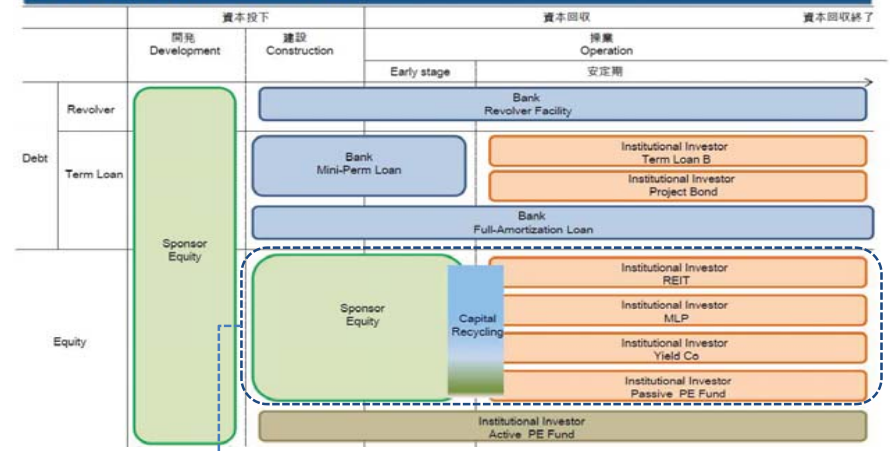 資本投下
資本回収
資本回収終了
開発
Development
建設
Construction
操業
Operation
Early stage
安定期
Debt
Revolver
Bank
Revolver Facility
Term Loan
Bank
Mini-Perm Loan
Institutional Investor
Term Loan B
Institutional Investor
Project Bond
Bank
Full-Amortization Loan
Sponsor
Equity
Equity
Sponsor
Equity
Capital
Recycling
Institutional Investor
REIT
Institutional Investor
MLP
Institutional Investor
Yield Co
Institutional Investor
Passive PE Fund
Institutional Investor
Active PE Fund